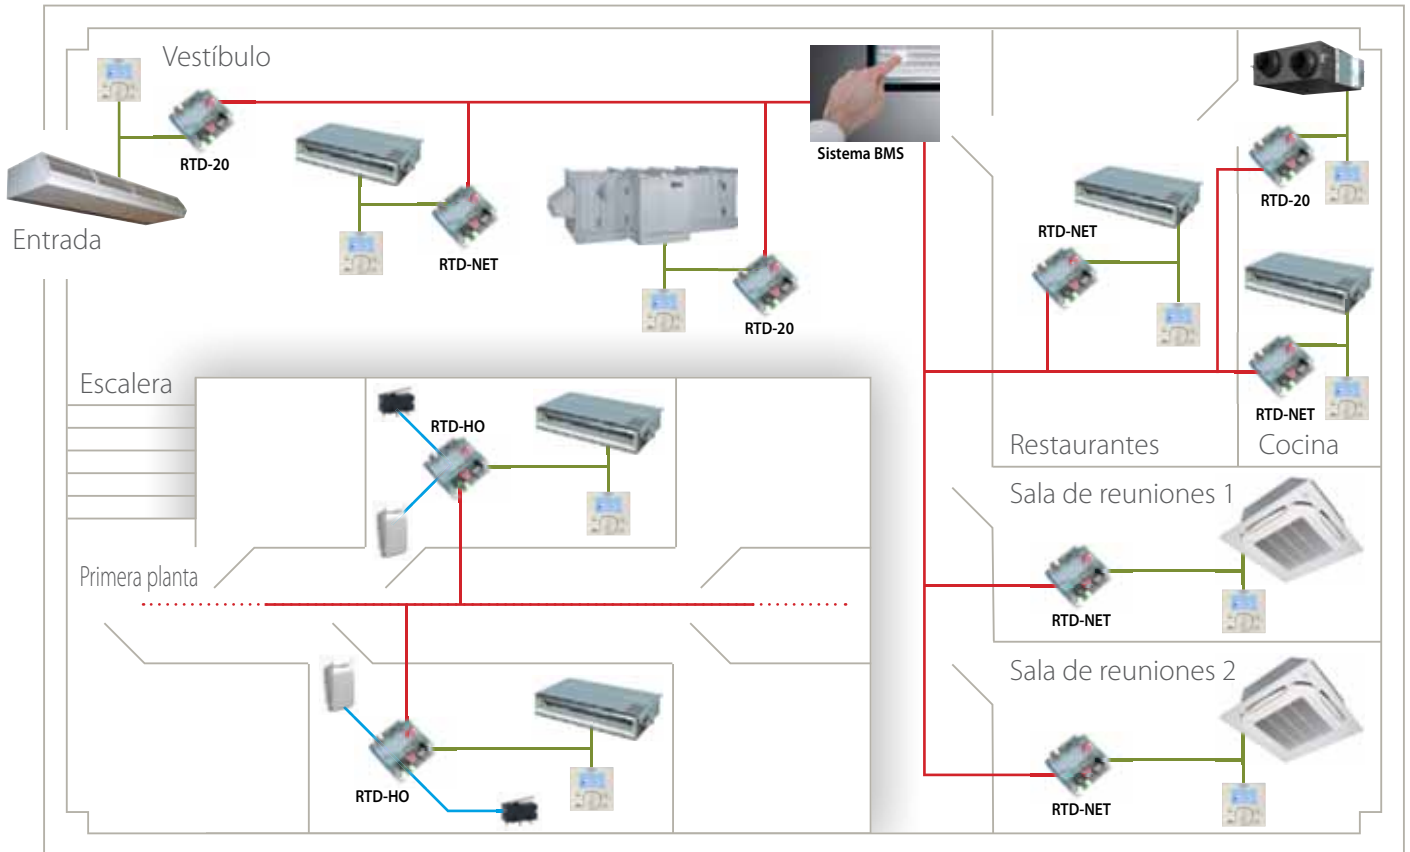 Vestíbulo
RTD-20
Entrada
RTD-NET
RTD-20
Sistema BMS
RTD-20
RTD-NET
RTD-NET
Restaurantes
Cocina
Escalera
RTD-HO
Primera planta
RTD-HO
Sala de reuniones 1
RTD-NET
Sala de reuniones 2
RTD-NET